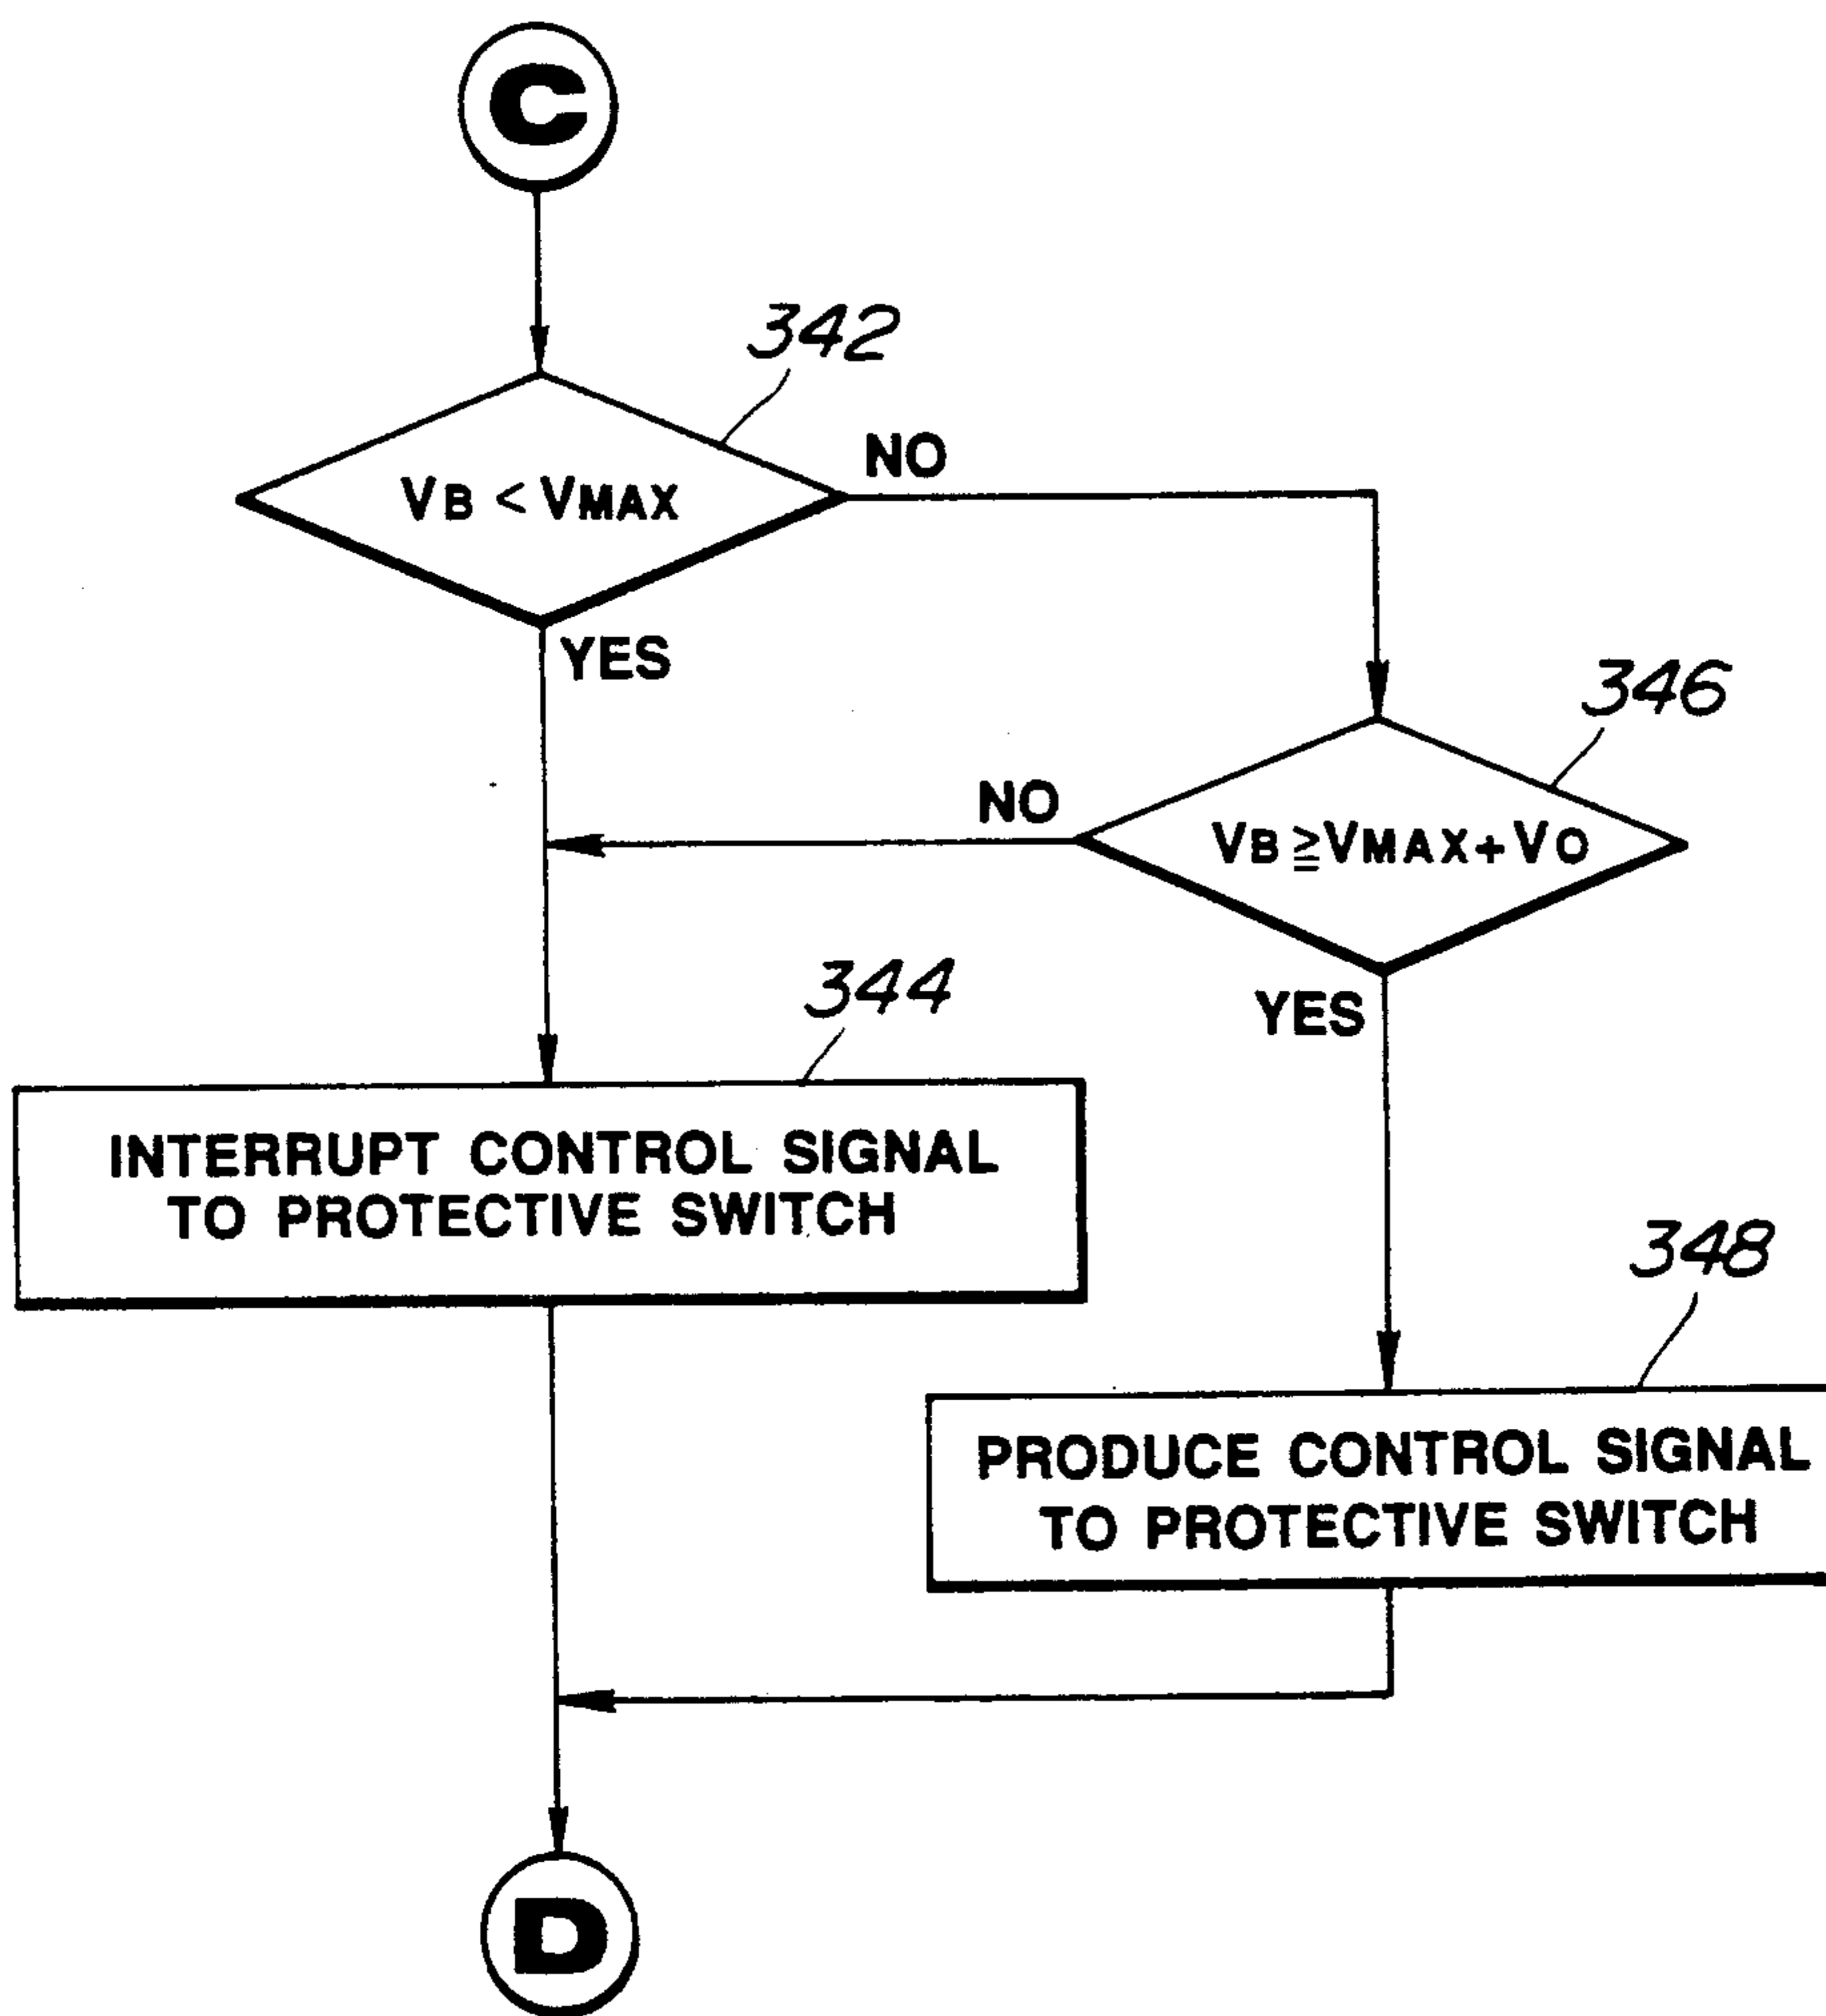 C
342
VB < VMAX
NO
YES
346
NO
VB ≧ VMAX + VO
YES
344
INTERRUPT CONTROL SIGNAL
TO PROTECTIVE SWITCH
348
PRODUCE CONTROL SIGNAL
TO PROTECTIVE SWITCH
D